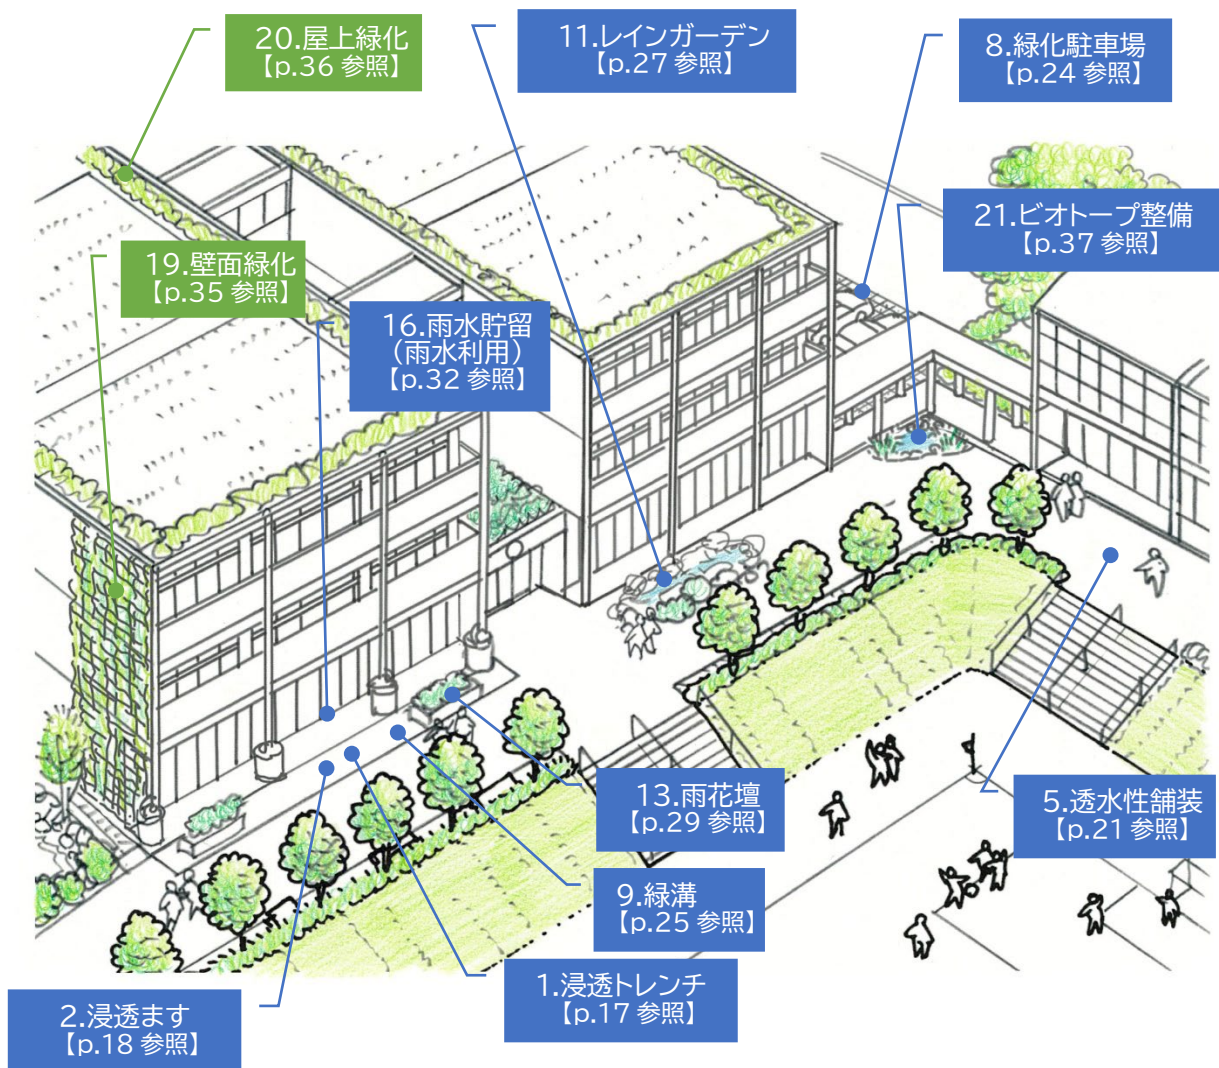 20.屋上緑化
【p.36 参照】
11.レインガーデン
【p.27 参照】
8.緑化駐車場
【p.24 参照】
21.ビオトープ整備
【p.37 参照】
19.壁面緑化
【p.35 参照】
16.雨水貯留
（雨水利用）
【p.32 参照】
13.雨花壇
【p.29 参照】
5.透水性舗装
【p.21 参照】
9.緑溝
【p.25 参照】
1.浸透トレンチ
【p.17 参照】
2.浸透ます
【p.18 参照】